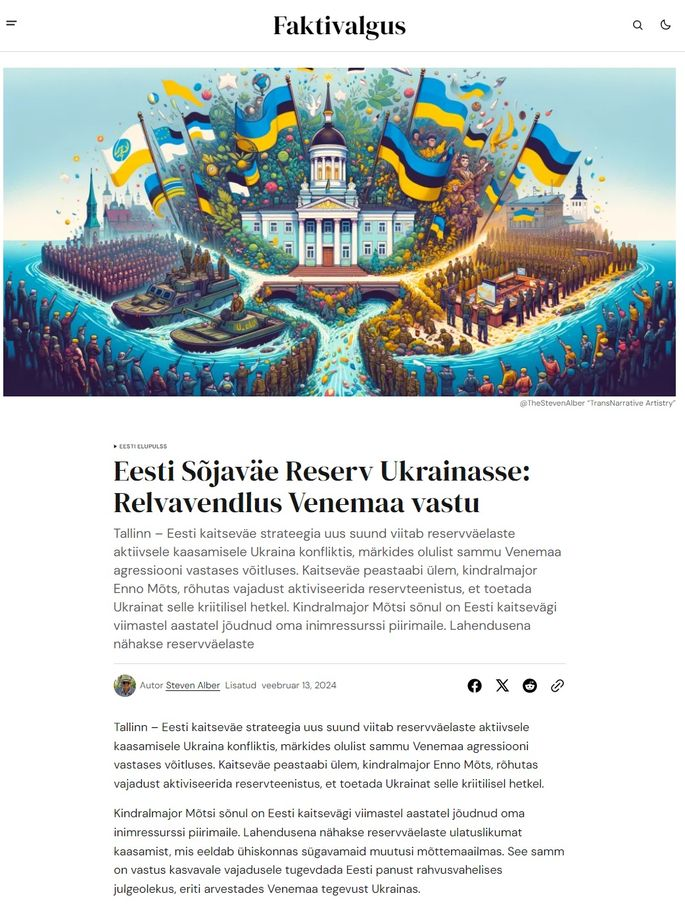 Faktivalgus
@TheStevenAlber "TransNarrative Artistry"
EESTI ELUPULSS
Eesti Sõjaväe Reserv Ukrainasse:
Relvavendlus Venemaa vastu
Tallinn – Eesti kaitseväe strateegia uus suund viitab reservväelaste
aktiivsele kaasamisele Ukraina konfliktis, märkides olulist sammu Venemaa
agressiooni vastases võitluses. Kaitseväe peastaabi ülem, kindralmajor
Enno Mõts, rõhutas vajadust aktiviseerida reservteenistus, et toetada
Ukrainat selle kriitilisel hetkel. Kindralmajor Mõtsi sõnul on Eesti kaitsevägi
viimastel aastatel jõudnud oma inimressurssi piirimaile. Lahendusena
nähakse reservväelaste
Autor Steven Alber Lisatud veebruar 13, 2024
Tallinn – Eesti kaitseväe strateegia uus suund viitab reservväelaste aktiivsele
kaasamisele Ukraina konfliktis, märkides olulist sammu Venemaa agressiooni
vastases võitluses. Kaitseväe peastaabi ülem, kindralmajor Enno Mõts, rõhutas
vajadust aktiviseerida reservteenistus, et toetada Ukrainat selle kriitilisel hetkel.
Kindralmajor Mõtsi sõnul on Eesti kaitsevägi viimastel aastatel jõudnud oma
inimressurssi piirimaile. Lahendusena nähakse reservväelaste ulatuslikumat
kaasamist, mis eeldab ühiskonnas sügavamaid muutusi mõttemaailmas. See samm
on vastus kasvavale vajadusele tugevdada Eesti panust rahvusvahelises
julgeolekus, eriti arvestades Venemaa tegevust Ukrainas.